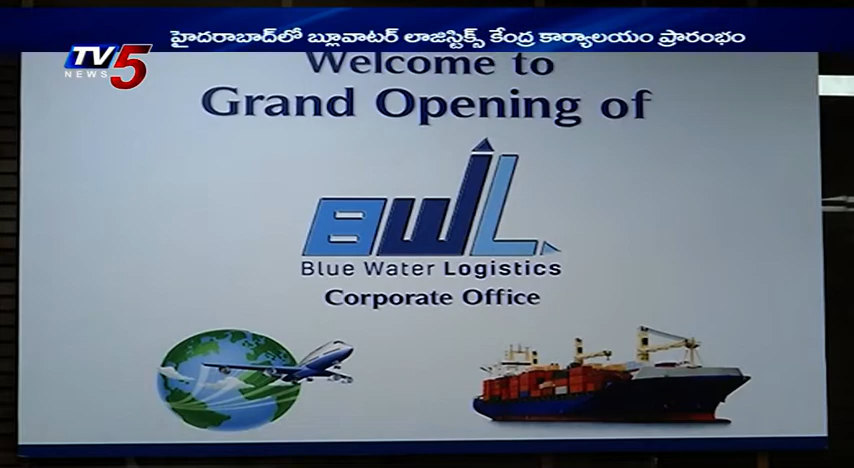 హైదరాబాద్‌లో బ్లూవాటర్ లాజిస్టిక్స్ కేంద్ర కార్యాలయం ప్రారంభం
TV5
NEWS
Welcome to
Grand Opening of
BWL
Blue Water Logistics
Corporate Office